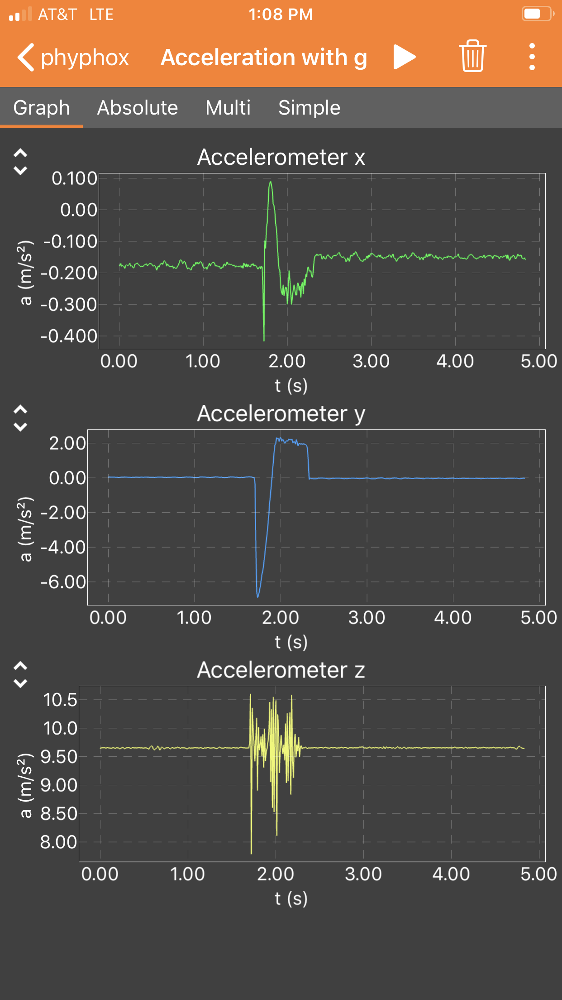 AT&T LTE 1:08 PM
phyphox Acceleration with g
Graph Absolute Multi Simple
Accelerometer x
a (m/s²)
0.100
0.00
-0.100
-0.200
-0.300
-0.400
0.00 1.00 2.00 3.00 4.00 5.00
t (s)
Accelerometer y
a (m/s²)
2.00
0.00
-2.00
-4.00
-6.00
0.00 1.00 2.00 3.00 4.00 5.00
t (s)
Accelerometer z
a (m/s²)
10.5
10.0
9.50
9.00
8.50
8.00
0.00 1.00 2.00 3.00 4.00 5.00
t (s)